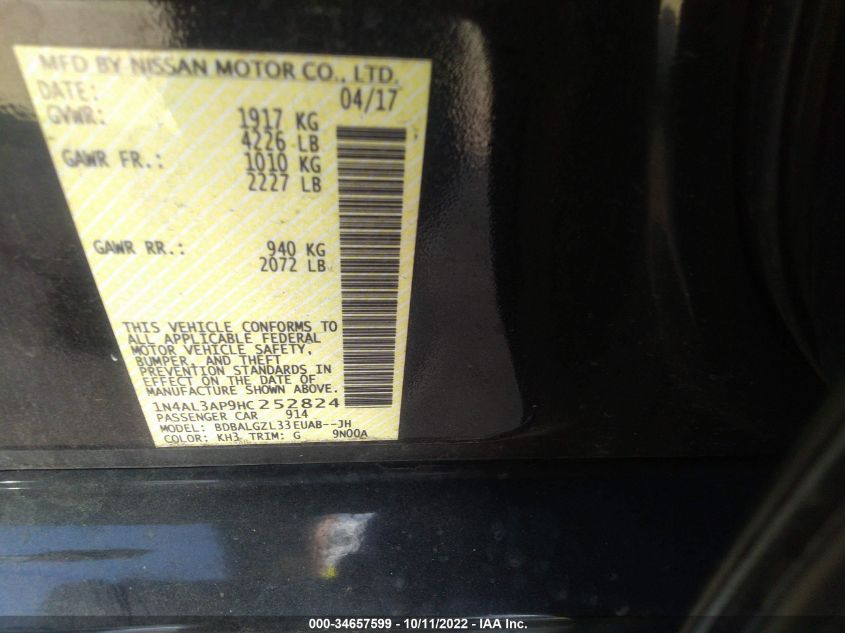 MFD BY NISSAN MOTOR CO., LTD.
DATE: 04/17
GVWR: 1917 KG
4226 LB
GAWR FR.: 1010 KG
2227 LB
GAWR RR.: 940 KG
2072 LB
THIS VEHICLE CONFORMS TO
ALL APPLICABLE FEDERAL
MOTOR VEHICLE SAFETY,
BUMPER, AND THEFT
PREVENTION STANDARDS IN
EFFECT ON THE DATE OF
MANUFACTURE SHOWN ABOVE.
1N4AL3AP9HC252824
PASSENGER CAR 914
MODEL: BDBALGZL33EUAB--JH
COLOR: KH3 TRIM: G 9N00A
000-34657599 - 10/11/2022 - IAA Inc.